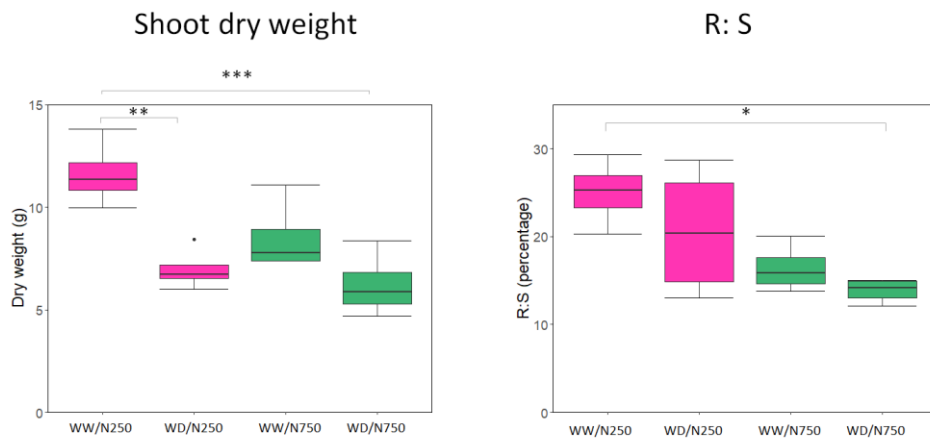 Shoot dry weight
***
**
15
10
5
0
Dry weight (g)
WW/N250 WD/N250 WW/N750 WD/N750
R: S
*
30
20
10
0
R:S (percentage)
WW/N250 WD/N250 WW/N750 WD/N750